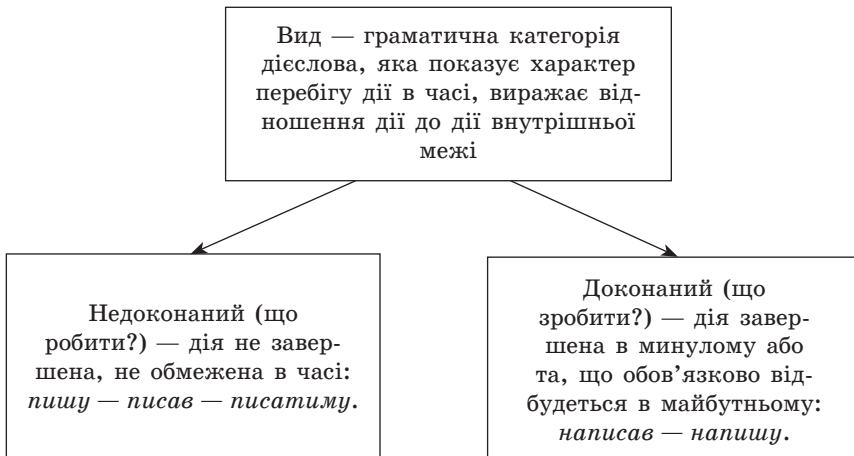 Вид — граматична категорія
дієслова, яка показує характер
перебігу дії в часі, виражає від-
ношення дії до дії внутрішньої
межі
Недоконаний (що
робити?) — дія не завер-
шена, не обмежена в часі:
пишу — писав — писатиму.
Доконаний (що
зробити?) — дія завер-
шена в минулому або
та, що обов’язково від-
будеться в майбутньому:
написав — напишу.